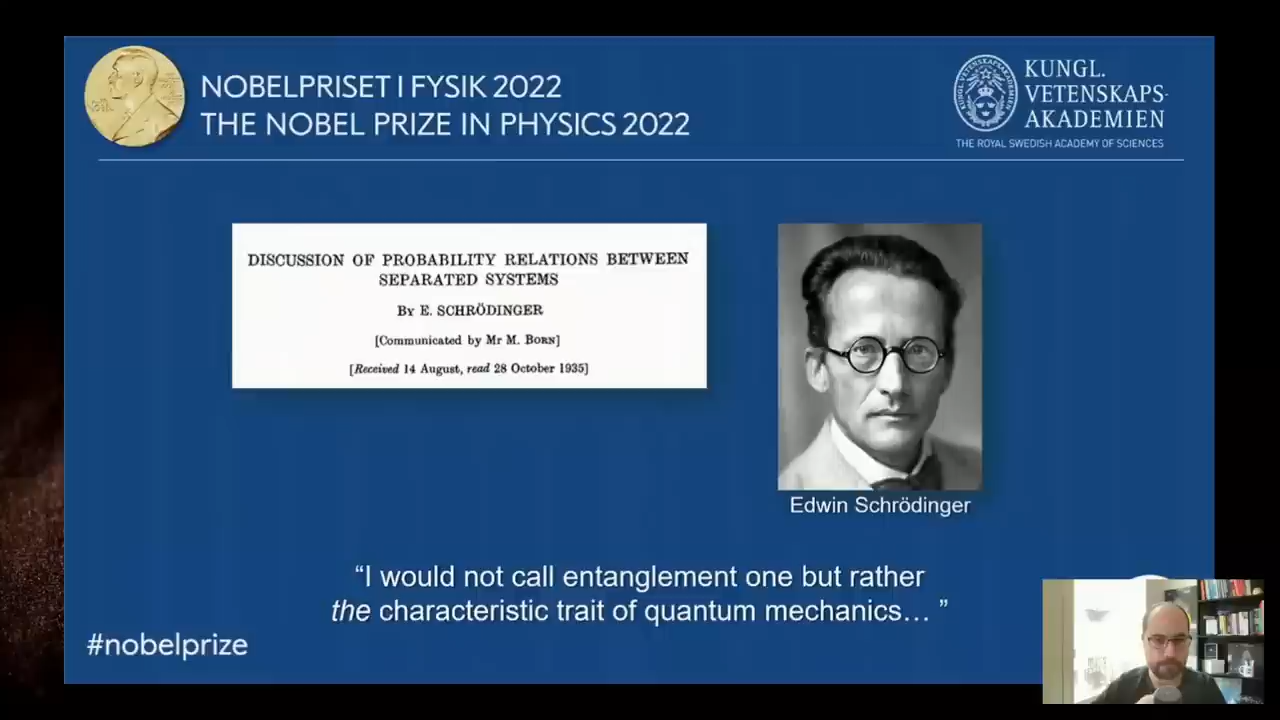 NOBELPRISET I FYSIK 2022
THE NOBEL PRIZE IN PHYSICS 2022
KUNGL.
VETENSKAPS-
AKADEMIEN
THE ROYAL SWEDISH ACADEMY OF SCIENCES
DISCUSSION OF PROBABILITY RELATIONS BETWEEN
SEPARATED SYSTEMS
By E. SCHRÖDINGER
[Communicated by Mr M. Born]
[Received 14 August, read 28 October 1935]
Edwin Schrödinger
“I would not call entanglement one but rather
the characteristic trait of quantum mechanics… ”
#nobelprize